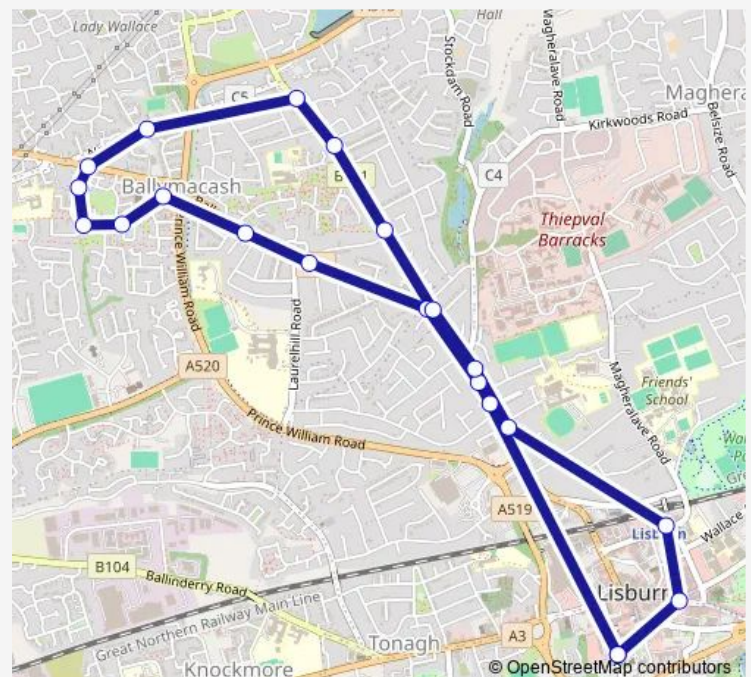 Lady Wallace
Hall
C5
Stockdam Road
Magheralave Road
Maghera
Kirkwoods Road
Belsize Road
C4
Ballymacash
Thiepval
Barracks
Prince William Road
Laurelhill Road
A520
Magheralave Road
Friends'
School
Prince William Road
A519
Lisburn
Wallace
B104
Ballinderry Road
Great Northern Railway Main Line
Tonagh
A3
Knockmore
© OpenStreetMap contributors